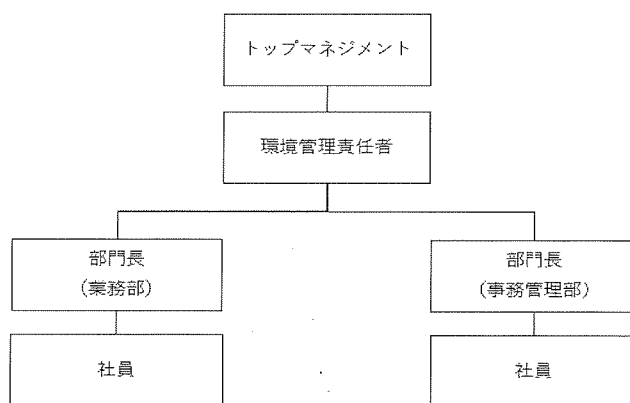 トップマネジメント
環境管理責任者
部門長
(業務部)
部門長
(事務管理部)
社員
社員